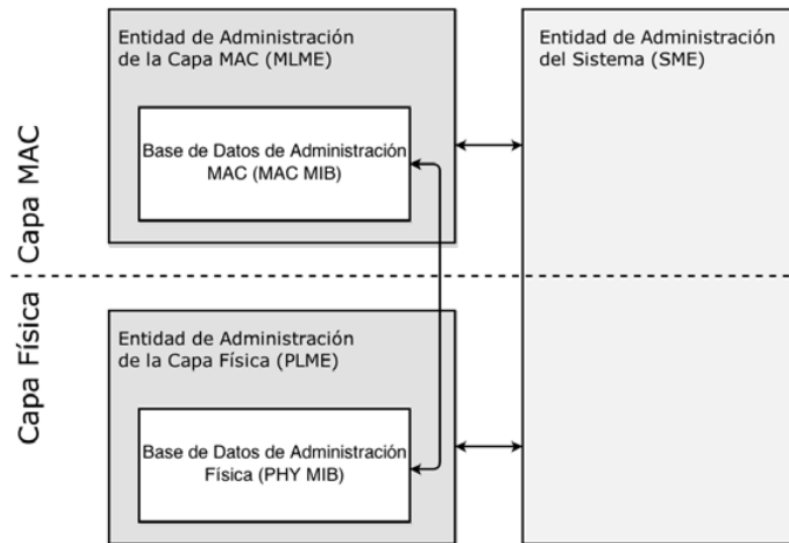 Entidad de Administración
de la Capa MAC (MLME)
Base de Datos de Administración
MAC (MAC MIB)
Entidad de Administración
del Sistema (SME)
Capa MAC
Capa Física
Entidad de Administración
de la Capa Física (PLME)
Base de Datos de Administración
Física (PHY MIB)